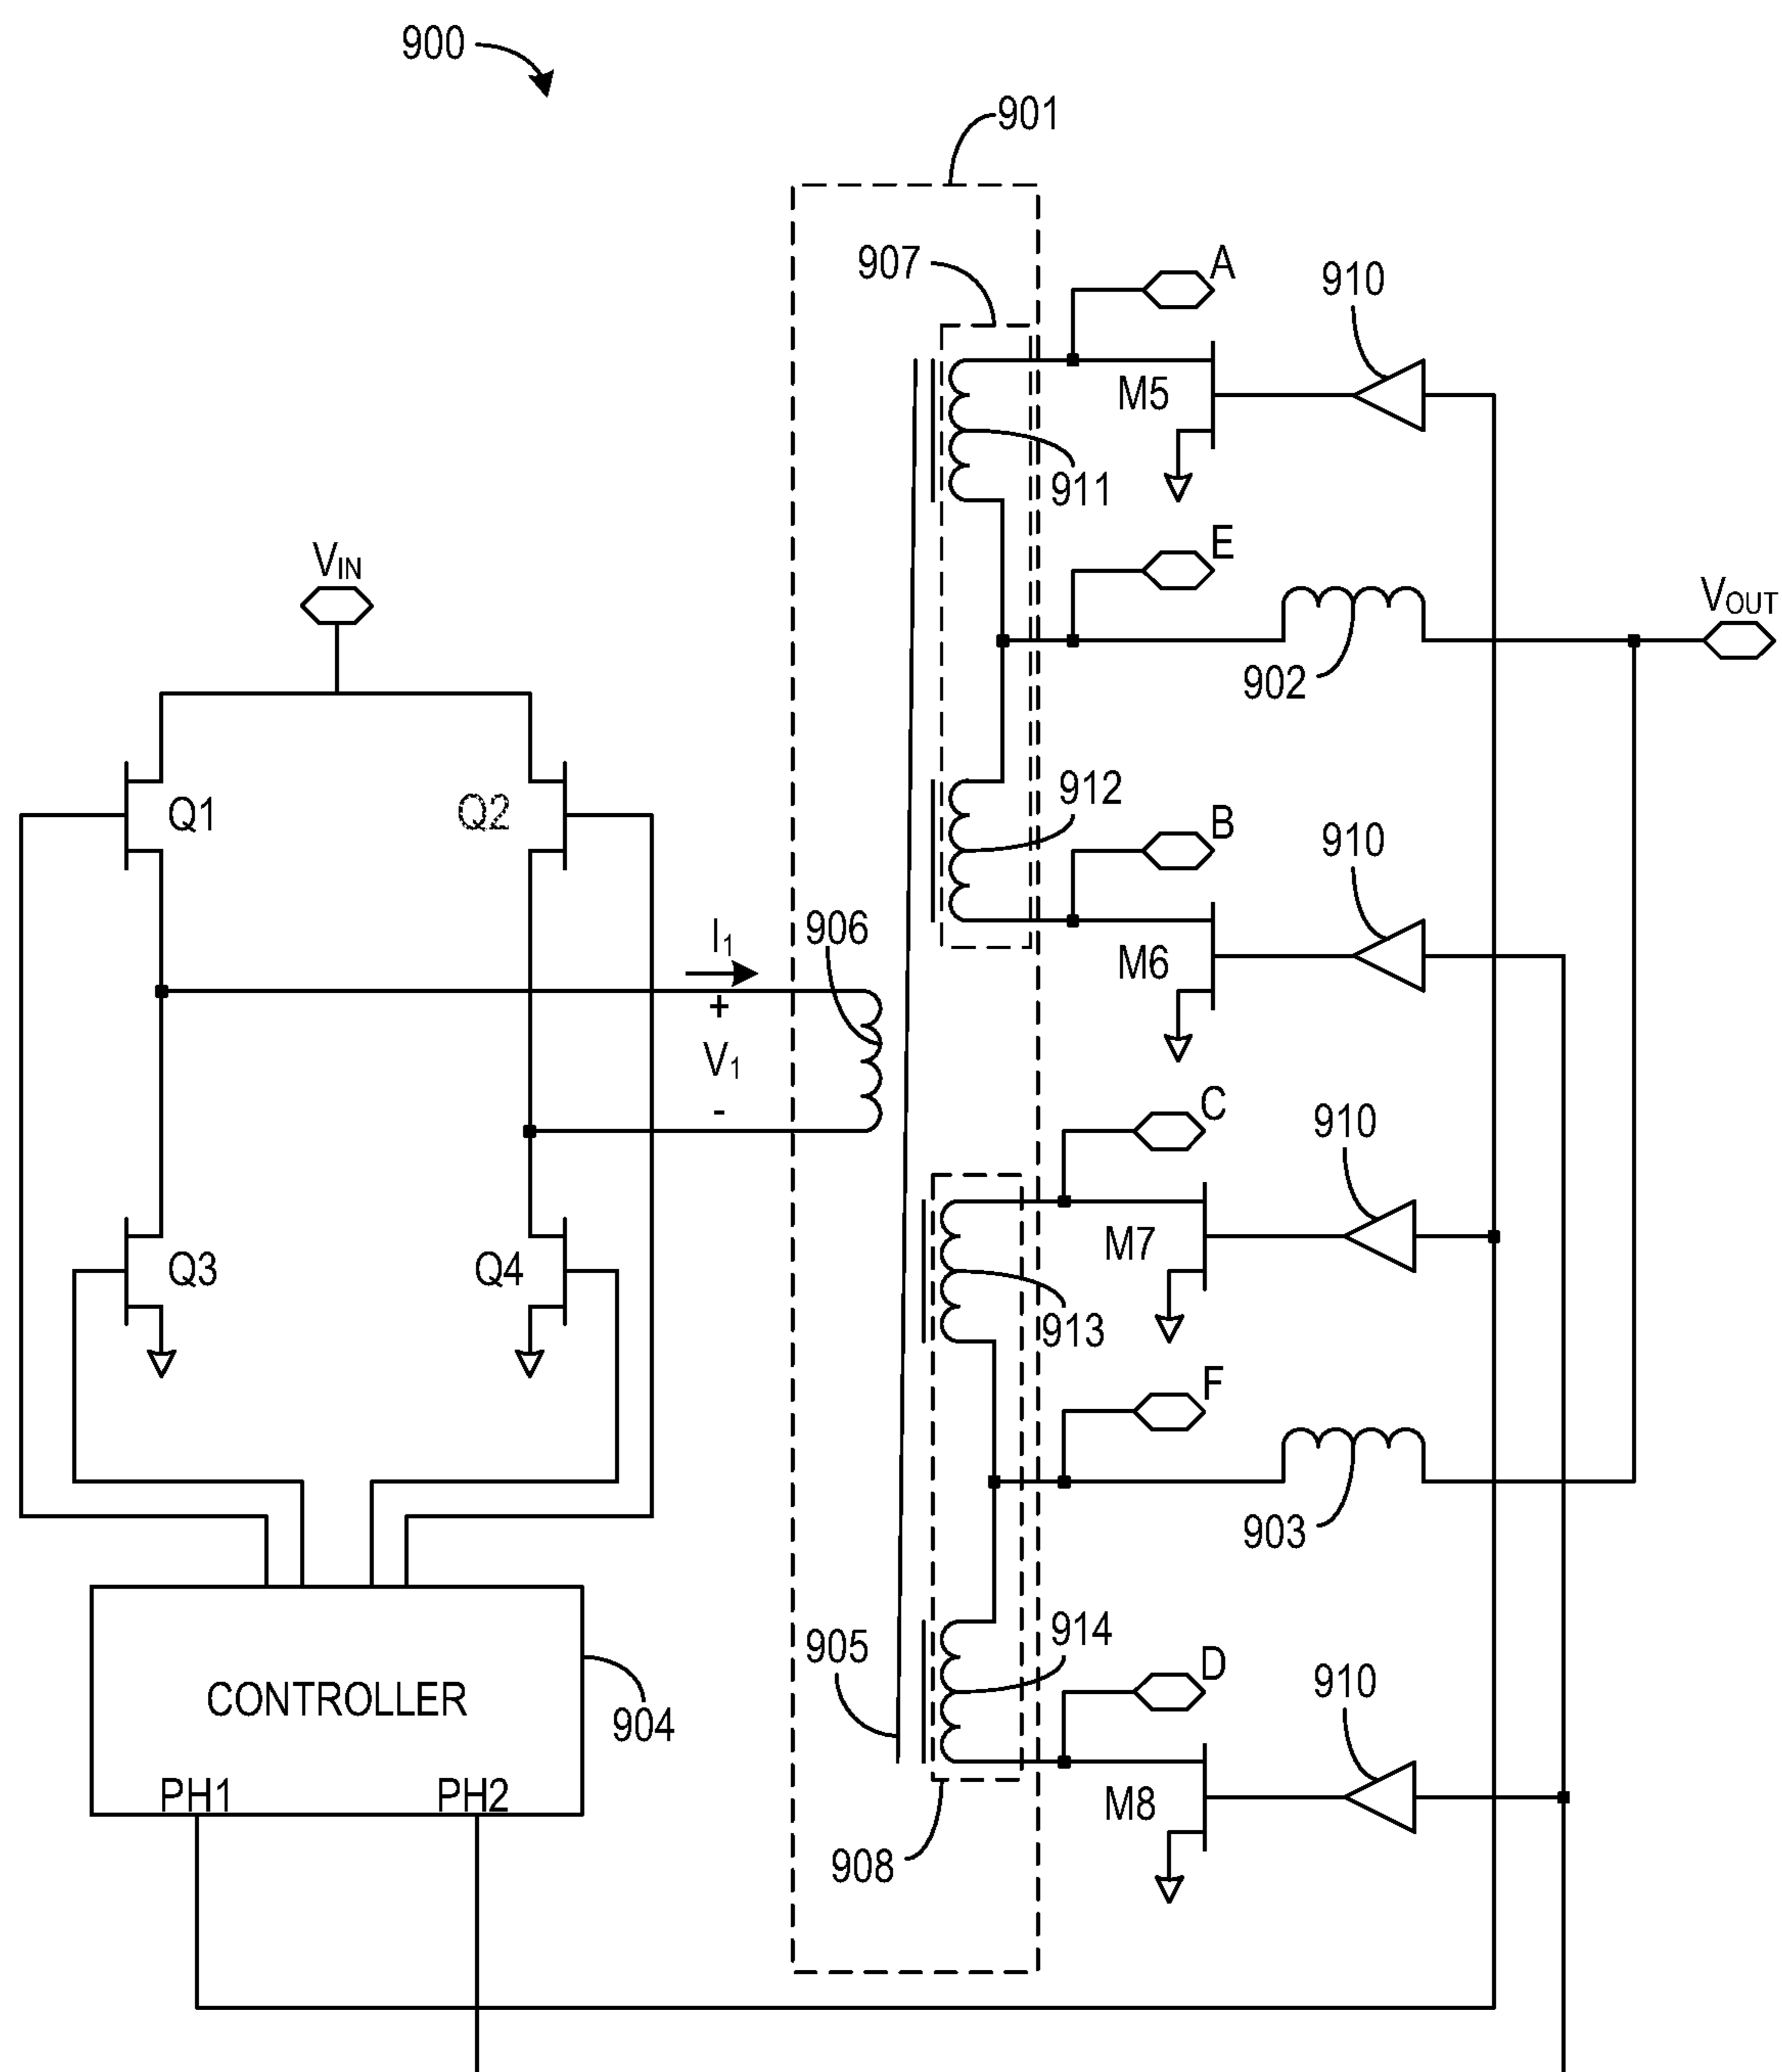 900
901
907
A
910
M5
911
E
VIN
VOUT
902
912
Q1
Q2
B
910
906
I1
M6
+
V1
-
C
910
Q3
Q4
M7
913
F
903
914
905
D
910
CONTROLLER
904
PH1
PH2
M8
908